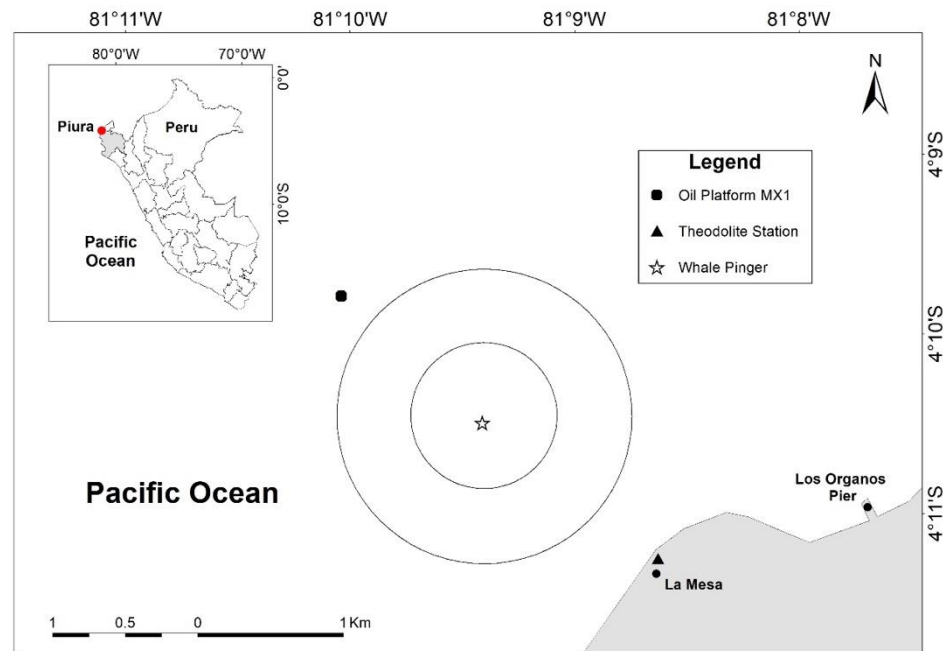 81°11'W 81°10'W 81°9'W 81°8'W
80°0'W 70°0'W
0°0'
10°0'S
Piura
Peru
Pacific
Ocean
N
Legend
Oil Platform MX1
Theodolite Station
Whale Pinger
4°9'S
4°10'S
4°11'S
Pacific Ocean
Los Organos
Pier
La Mesa
1 0.5 0 1 Km